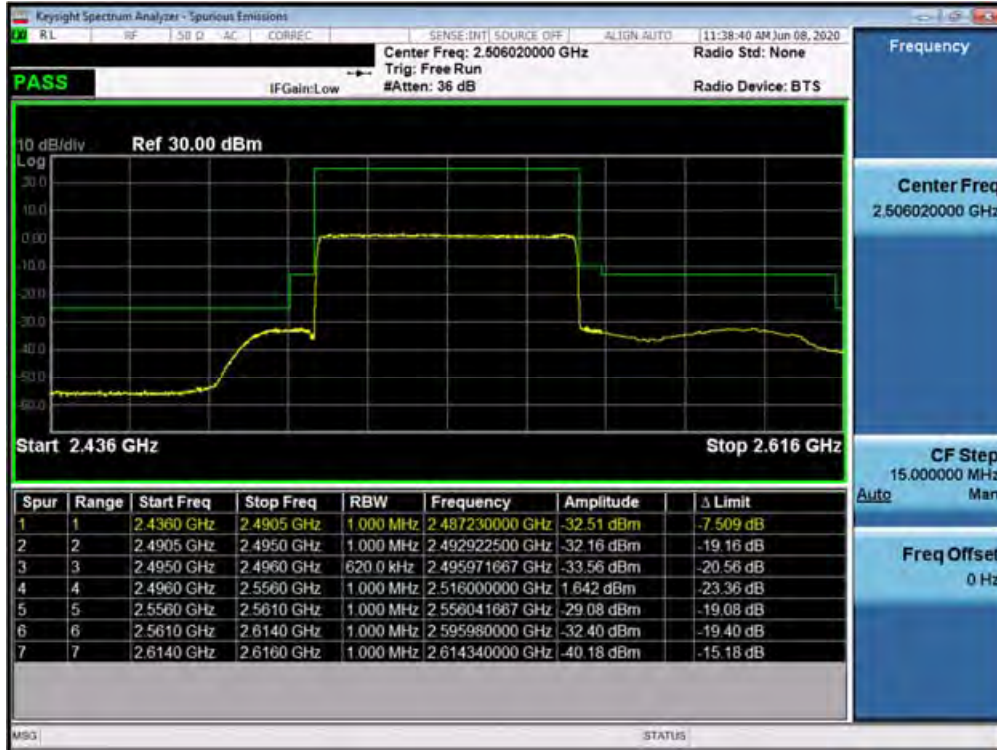 Keysight Spectrum Analyzer - Spurious Emissions
RL RF 50 Ω AC CORREC SENSE:INT SOURCE OFF ALIGN AUTO 11:38:40 AM Jun 08, 2020
Center Freq: 2.506020000 GHz Radio Std: None
Trig: Free Run
PASS IFGain:Low #Atten: 36 dB Radio Device: BTS
10 dB/div Ref 30.00 dBm
Log
20.0
10.0
0.00
-10.0
-20.0
-30.0
-40.0
-50.0
-60.0
Start 2.436 GHz Stop 2.616 GHz
Spur Range Start Freq Stop Freq RBW Frequency Amplitude Δ Limit
1 1 2.4360 GHz 2.4905 GHz 1.000 MHz 2.487230000 GHz -32.51 dBm -7.509 dB
2 2 2.4905 GHz 2.4950 GHz 1.000 MHz 2.492922500 GHz -32.16 dBm -19.16 dB
3 3 2.4950 GHz 2.4960 GHz 620.0 kHz 2.495971667 GHz -33.56 dBm -20.56 dB
4 4 2.4960 GHz 2.5560 GHz 1.000 MHz 2.516000000 GHz 1.642 dBm -23.36 dB
5 5 2.5560 GHz 2.5610 GHz 1.000 MHz 2.556041667 GHz -29.08 dBm -19.08 dB
6 6 2.5610 GHz 2.6140 GHz 1.000 MHz 2.595980000 GHz -32.40 dBm -19.40 dB
7 7 2.6140 GHz 2.6160 GHz 1.000 MHz 2.614340000 GHz -40.18 dBm -15.18 dB
MSG STATUS
Frequency
Center Freq
2.506020000 GHz
CF Step
15.000000 MHz
Auto Man
Freq Offset
0 Hz